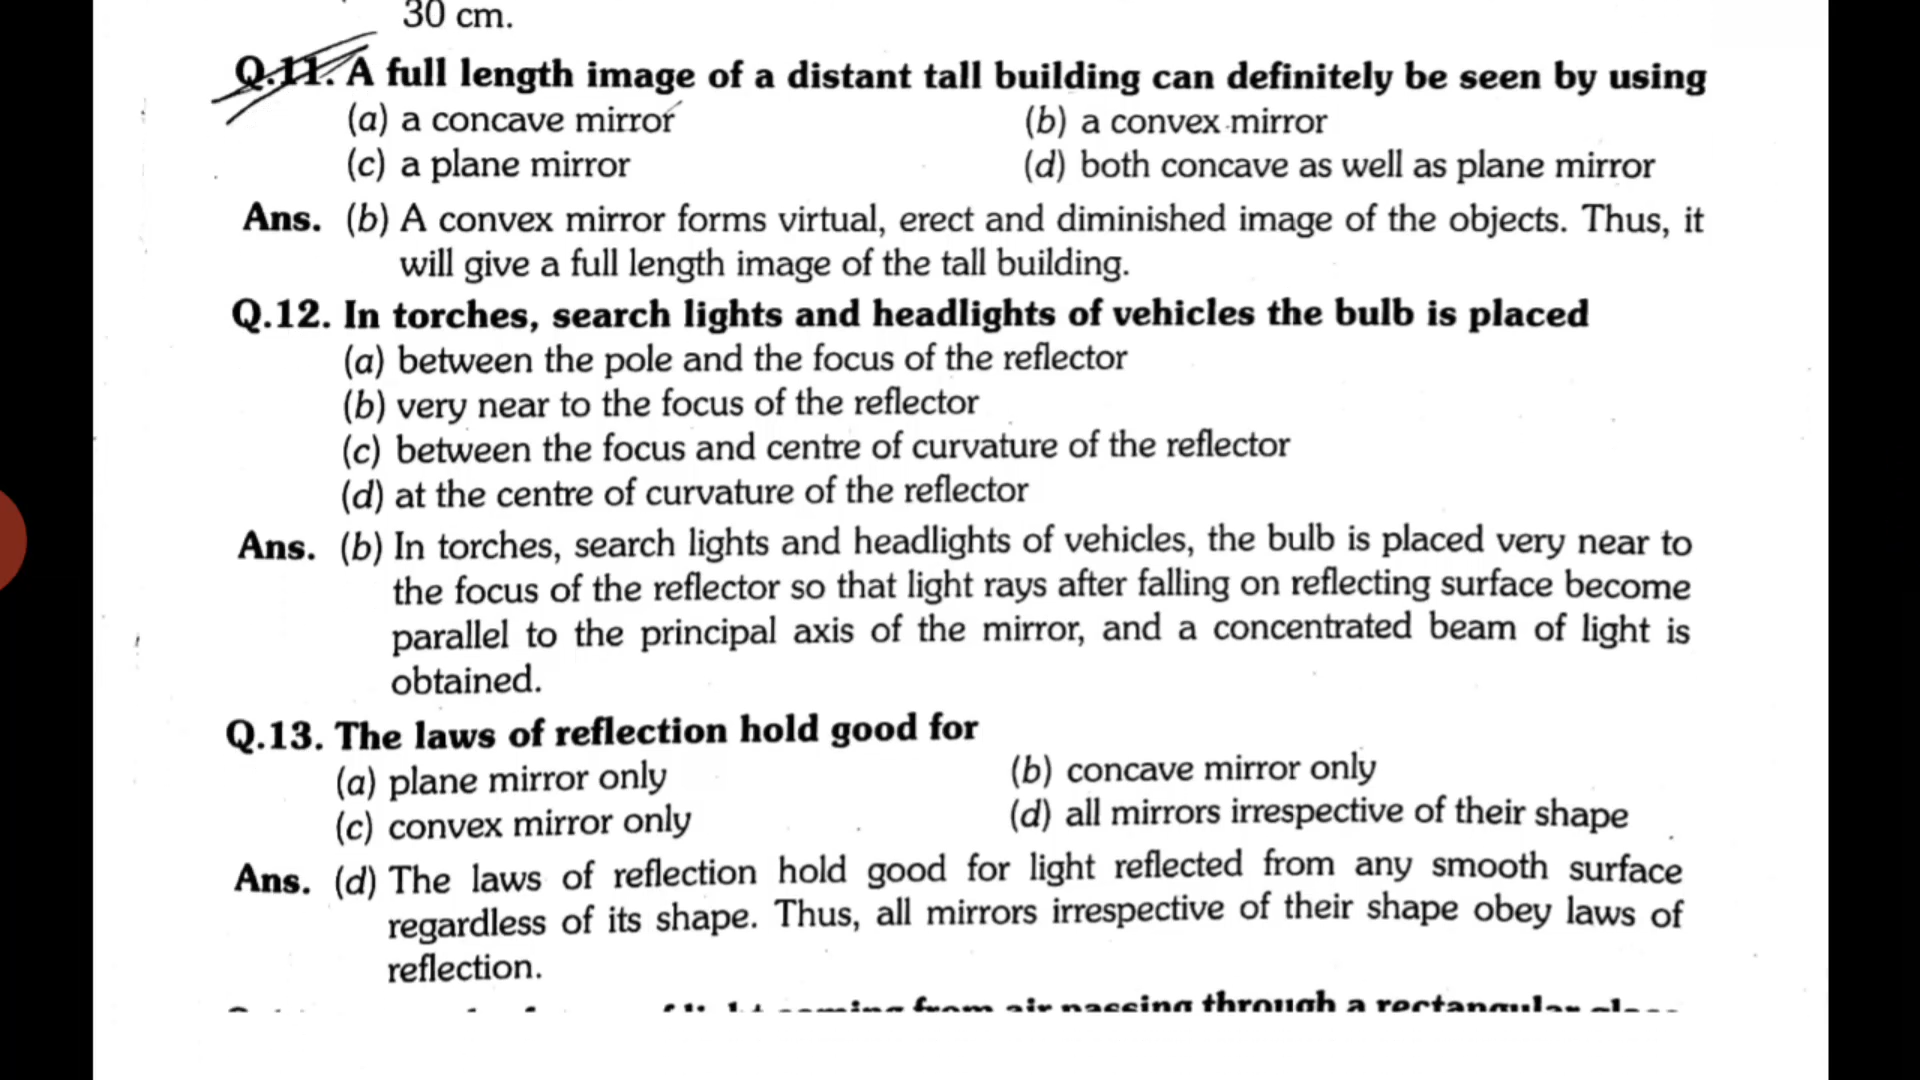 30 cm.
Q.11. A full length image of a distant tall building can definitely be seen by using
(a) a concave mirror (b) a convex mirror
(c) a plane mirror (d) both concave as well as plane mirror
Ans. (b) A convex mirror forms virtual, erect and diminished image of the objects. Thus, it
will give a full length image of the tall building.
Q.12. In torches, search lights and headlights of vehicles the bulb is placed
(a) between the pole and the focus of the reflector
(b) very near to the focus of the reflector
(c) between the focus and centre of curvature of the reflector
(d) at the centre of curvature of the reflector
Ans. (b) In torches, search lights and headlights of vehicles, the bulb is placed very near to
the focus of the reflector so that light rays after falling on reflecting surface become
parallel to the principal axis of the mirror, and a concentrated beam of light is
obtained.
Q.13. The laws of reflection hold good for
(a) plane mirror only (b) concave mirror only
(c) convex mirror only (d) all mirrors irrespective of their shape
Ans. (d) The laws of reflection hold good for light reflected from any smooth surface
regardless of its shape. Thus, all mirrors irrespective of their shape obey laws of
reflection.
of light coming from air passing through a rectangular